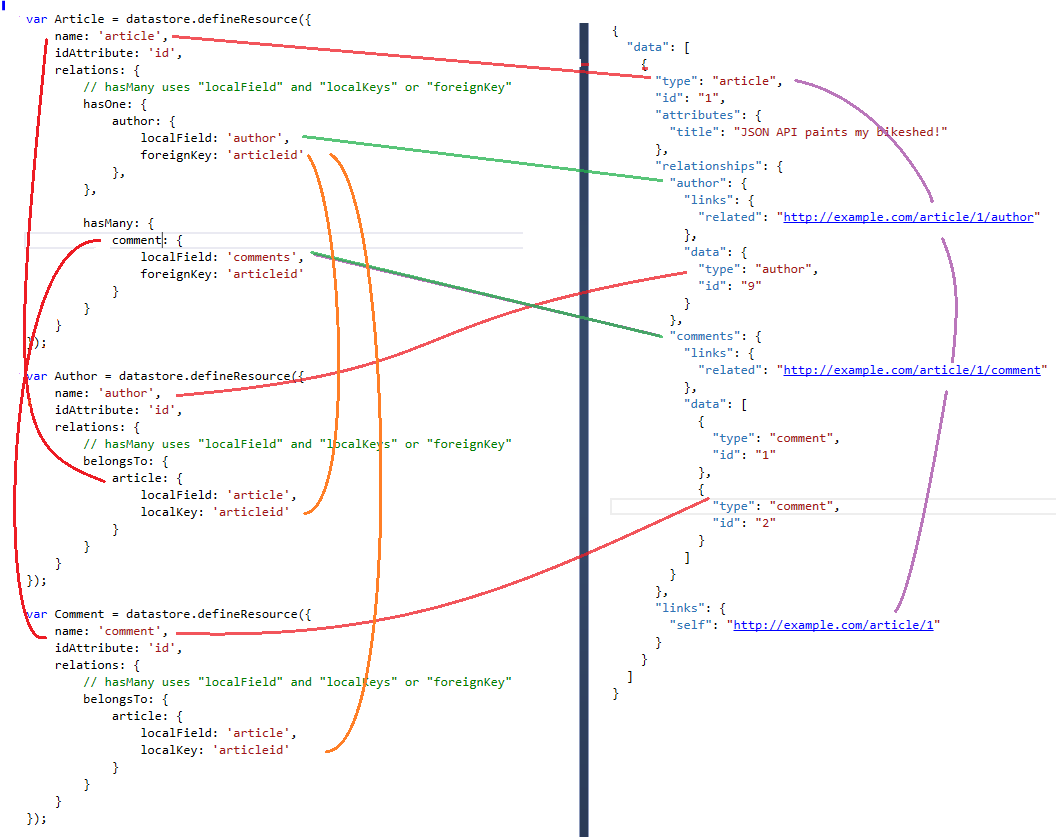 var Article = datastore.defineResource({
    name: 'article',
    idAttribute: 'id',
    relations: {
        // hasMany uses "localField" and "localKeys" or "foreignKey"
        hasOne: {
            author: {
                localField: 'author',
                foreignKey: 'articleid'
            },
        },

        hasMany: {
            comment: {
                localField: 'comments',
                foreignKey: 'articleid'
            }
        }
    }
});

var Author = datastore.defineResource({
    name: 'author',
    idAttribute: 'id',
    relations: {
        // hasMany uses "localField" and "localKeys" or "foreignKey"
        belongsTo: {
            article: {
                localField: 'article',
                localKey: 'articleid'
            }
        }
    }
});

var Comment = datastore.defineResource({
    name: 'comment',
    idAttribute: 'id',
    relations: {
        // hasMany uses "localField" and "localKeys" or "foreignKey"
        belongsTo: {
            article: {
                localField: 'article',
                localKey: 'articleid'
            }
        }
    }
});
{
  "data": [
    {
      "type": "article",
      "id": "1",
      "attributes": {
        "title": "JSON API paints my bikeshed!"
      },
      "relationships": {
        "author": {
          "links": {
            "related": "http://example.com/article/1/author"
          },
          "data": {
            "type": "author",
            "id": "9"
          }
        },
        "comments": {
          "links": {
            "related": "http://example.com/article/1/comment"
          },
          "data": [
            {
              "type": "comment",
              "id": "1"
            },
            {
              "type": "comment",
              "id": "2"
            }
          ]
        }
      },
      "links": {
        "self": "http://example.com/article/1"
      }
    }
  ]
}